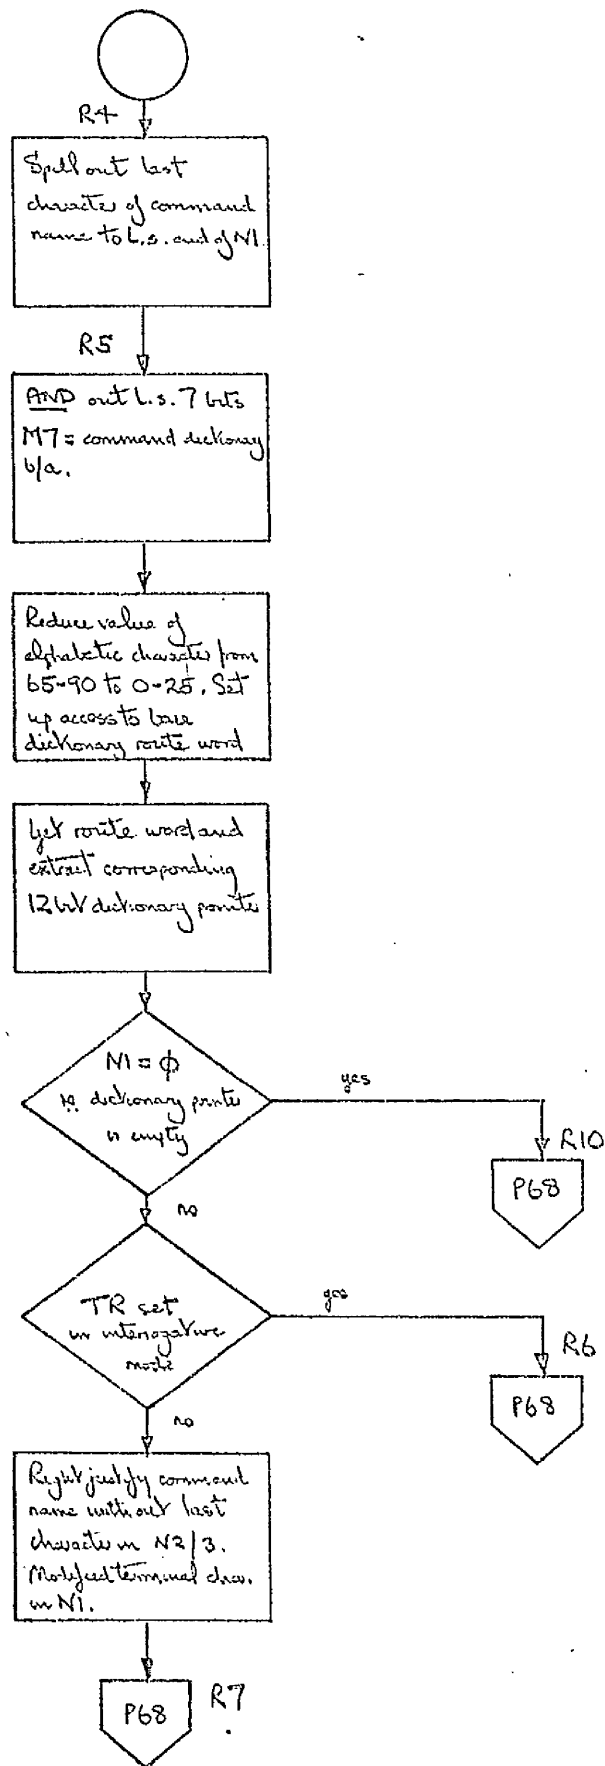 R4
Spill out last
character of command
name to L.s. end of N1.
R5
AND out L.s. 7 bits
M7 = command dictionary
b/a.
Reduce value of
alphabetic character from
65-90 to 0-25. Set
up access to base
dictionary route word
Get route word and
extract corresponding
12 bit dictionary pointer
N1 = ϕ
ie dictionary pointer
is empty
yes
R10
P68
no
TR set
in interrogative
mode
yes
R6
P68
no
Right justify command
name without last
character in N2/3.
Modified terminal char.
in N1.
P68
R7